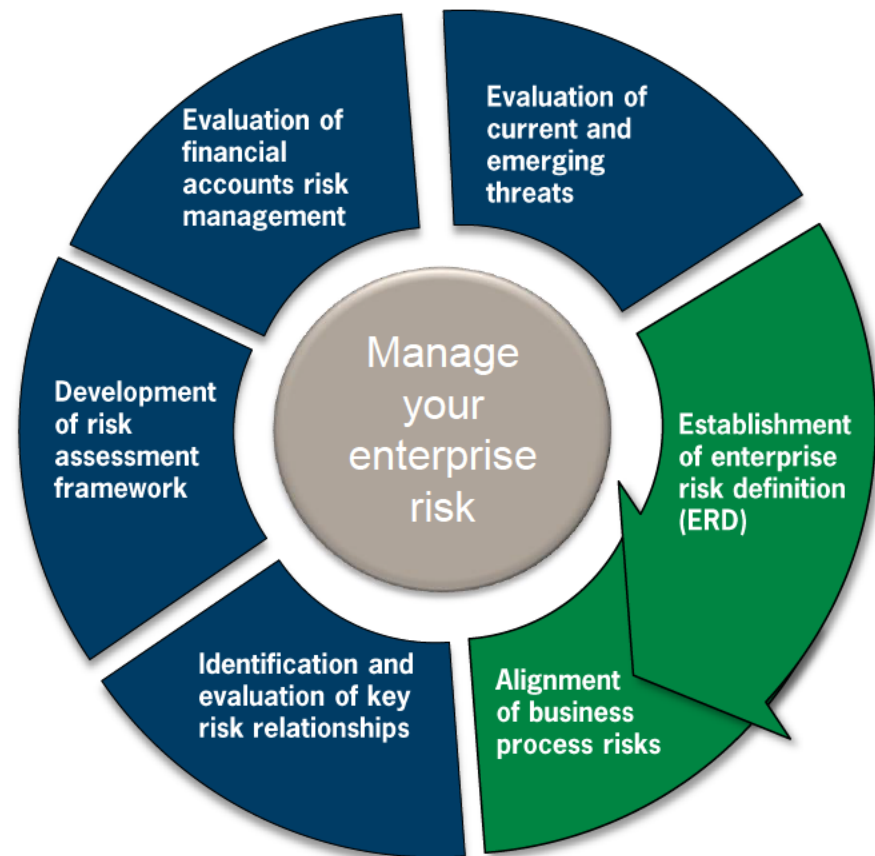 Evaluation of
current and
emerging
threats
Establishment
of enterprise
risk definition
(ERD)
Alignment
of business
process risks
Identification and
evaluation of key
risk relationships
Development
of risk
assessment
framework
Evaluation of
financial
accounts risk
management
Manage
your
enterprise
risk